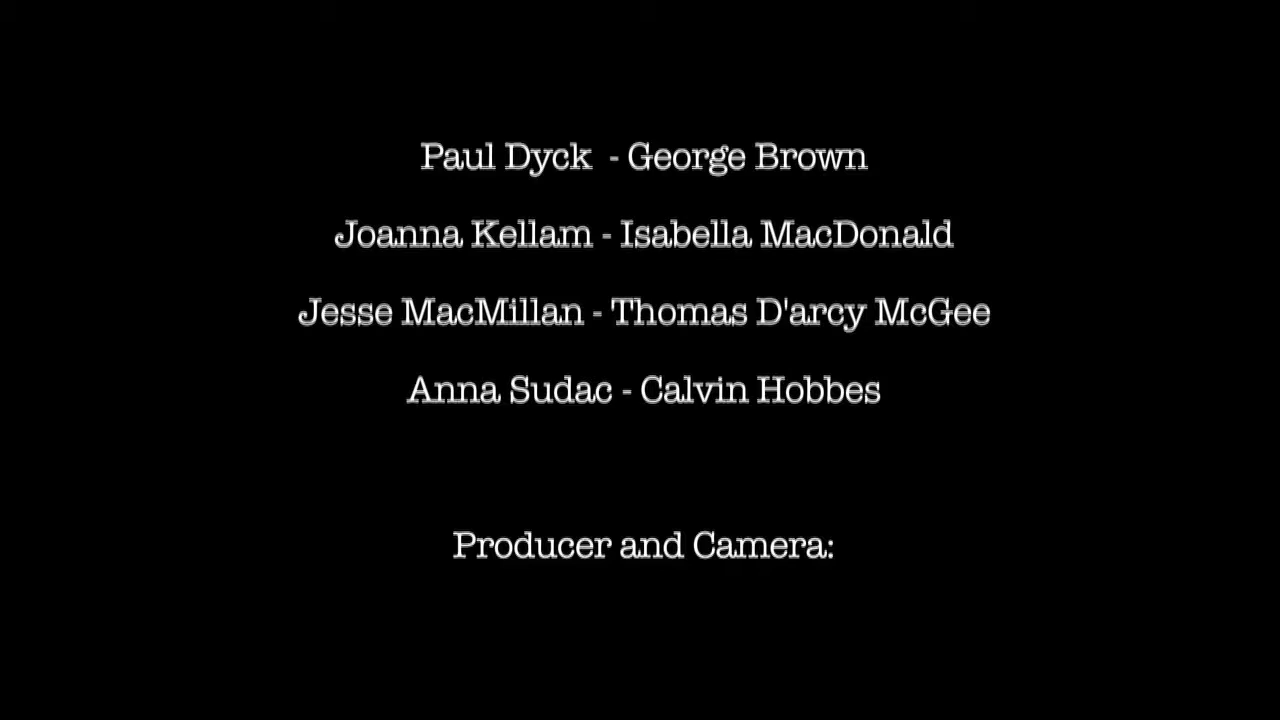 Paul Dyck  - George Brown
Joanna Kellam - Isabella MacDonald
Jesse MacMillan - Thomas D'arcy McGee
Anna Sudac - Calvin Hobbes
Producer and Camera: